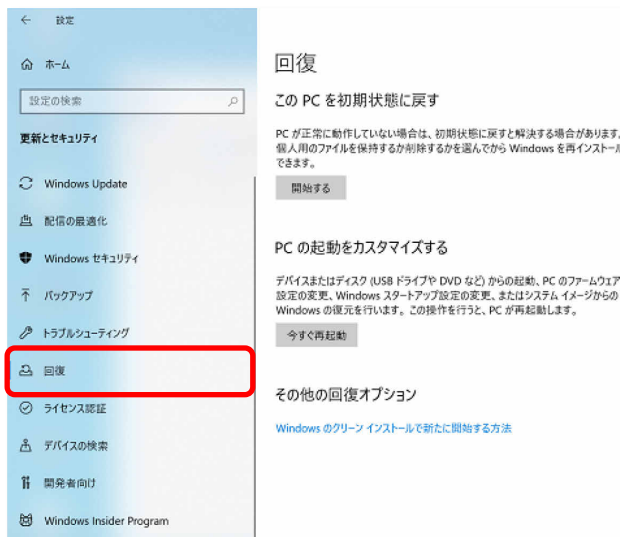 設定
ホーム
設定の検索
更新とセキュリティ
Windows Update
配信の最適化
Windows セキュリティ
バックアップ
トラブルシューティング
回復
ライセンス認証
デバイスの検索
開発者向け
Windows Insider Program
回復
この PC を初期状態に戻す
PC が正常に動作していない場合は、初期状態に戻すと解決する場合があります。
個人用のファイルを保持するか削除するかを選んでから Windows を再インストール
できます。
開始する
PC の起動をカスタマイズする
デバイスまたはディスク (USB ドライブや DVD など) からの起動、PC のファームウェア
設定の変更、Windows スタートアップ設定の変更、またはシステム イメージからの
Windows の復元を行います。この操作を行うと、PC が再起動します。
今すぐ再起動
その他の回復オプション
Windows のクリーン インストールで新たに開始する方法